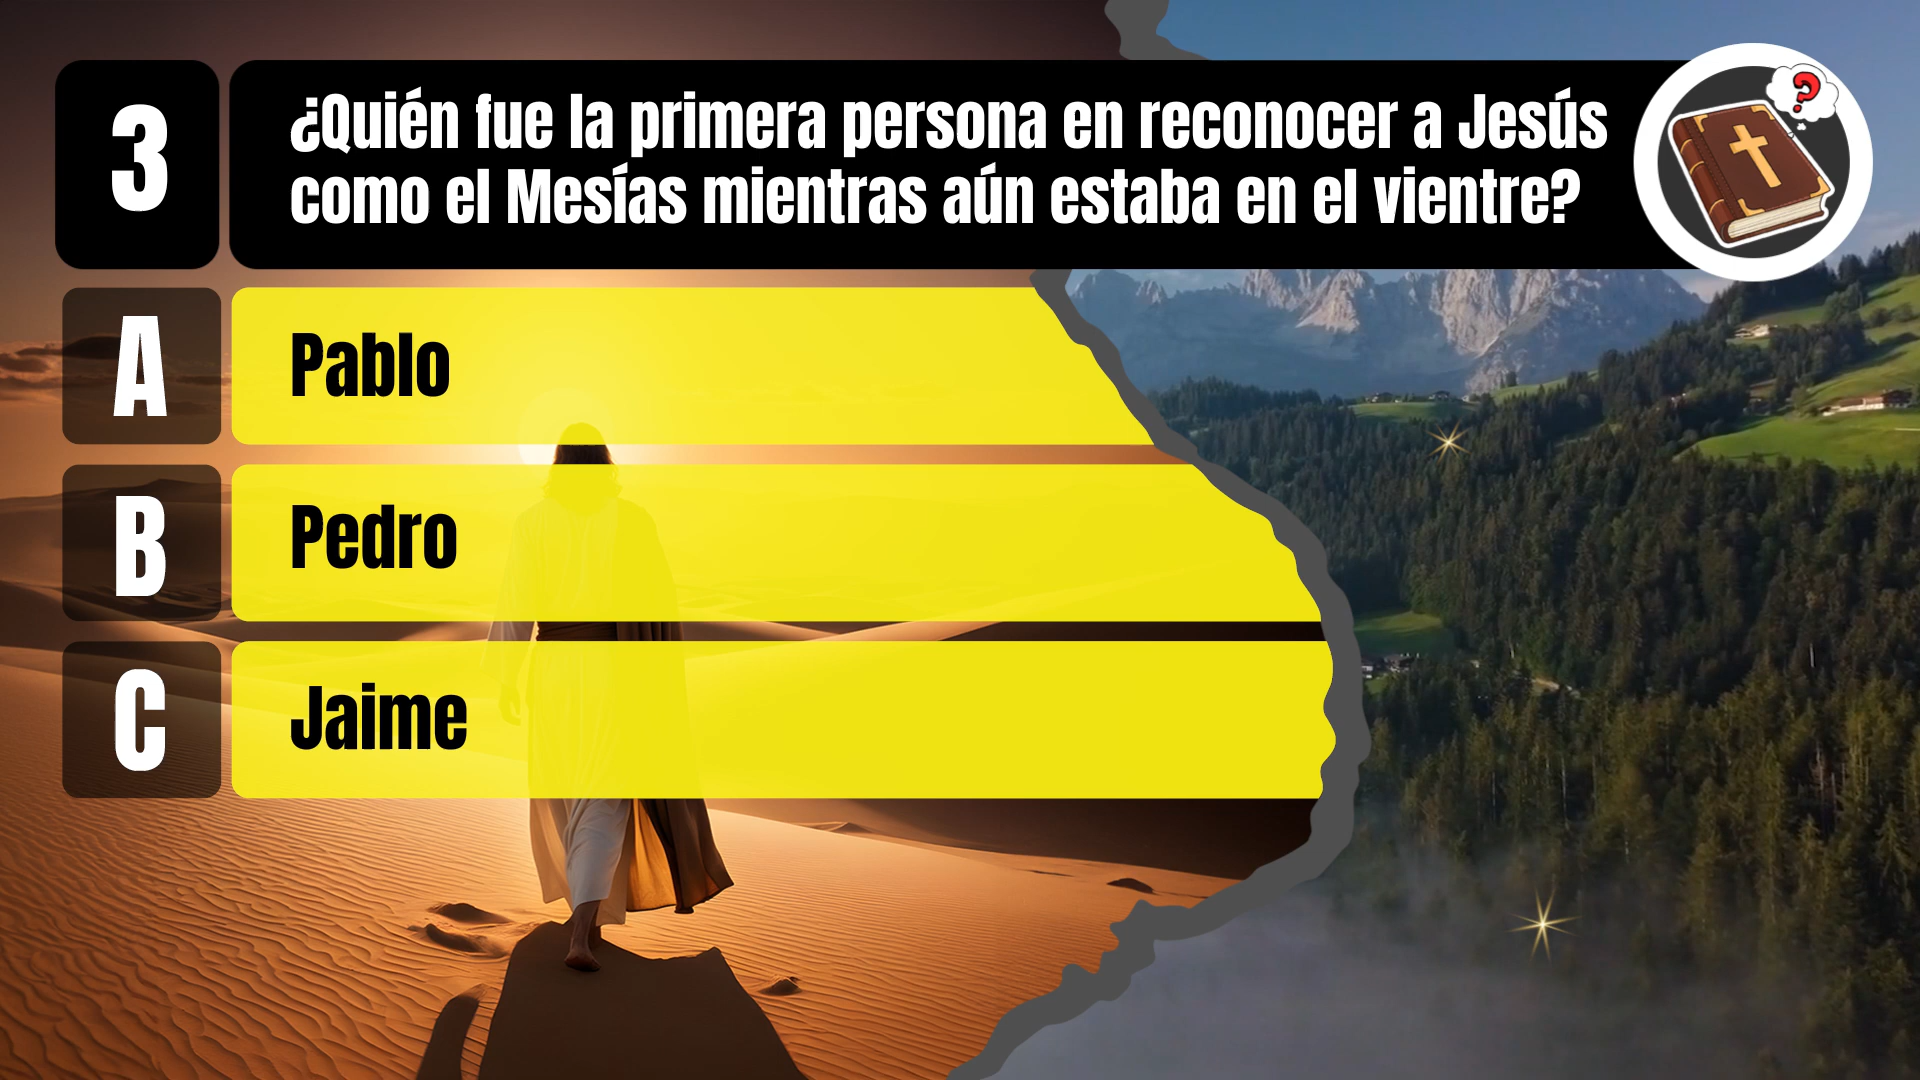 3
¿Quién fue la primera persona en reconocer a Jesús
como el Mesías mientras aún estaba en el vientre?
?
A
Pablo
B
Pedro
C
Jaime